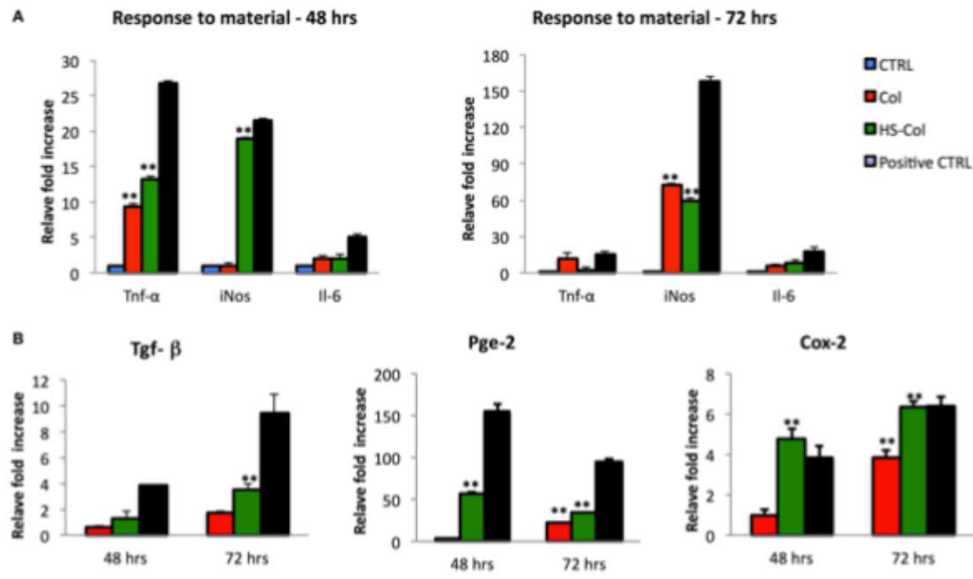 A
Response to material - 48 hrs
Relave fold increase
30
25
20
15
10
5
0
**
**
**
Tnf-α
iNos
Il-6
Response to material - 72 hrs
Relave fold increase
180
150
120
90
60
30
0
**
**
Tnf-α
iNos
Il-6
CTRL
Col
HS-Col
Positive CTRL
B
Tgf- β
Relave fold increase
12
10
8
6
4
2
0
**
48 hrs
72 hrs
Pge-2
Relave fold increase
200
150
100
50
0
**
**
**
48 hrs
72 hrs
Cox-2
Relave fold increase
8
6
4
2
0
**
**
**
48 hrs
72 hrs